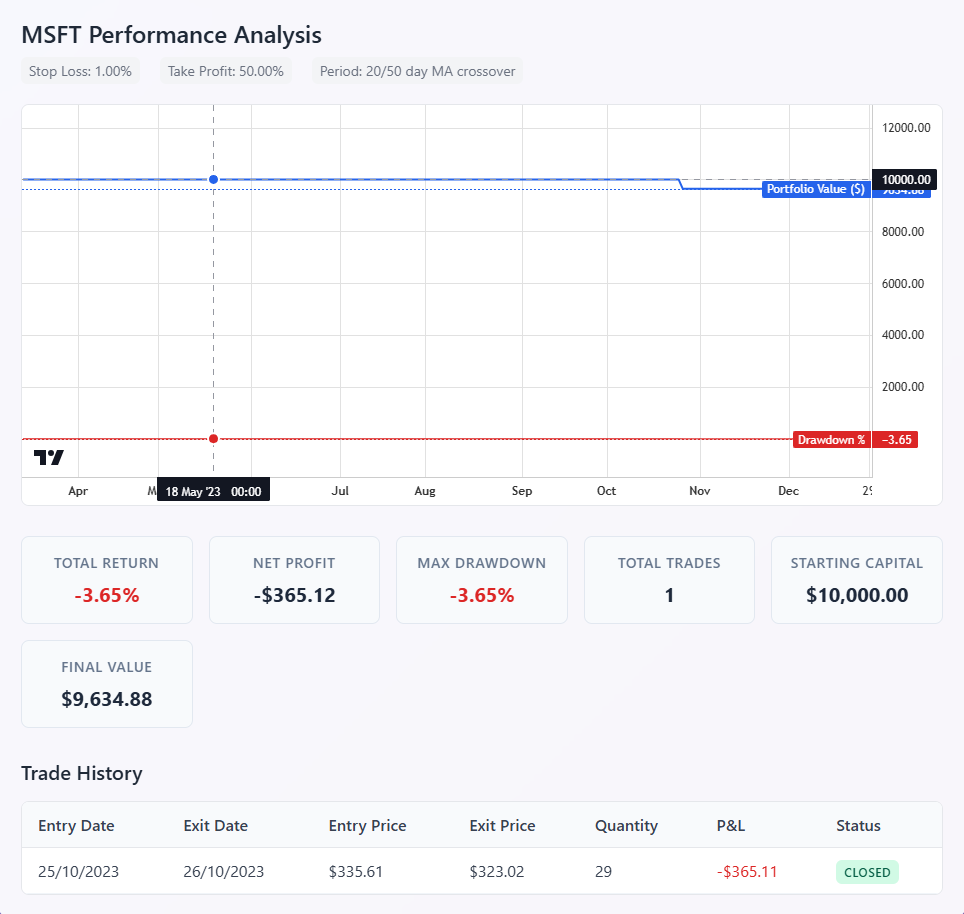 MSFT Performance Analysis
Stop Loss: 1.00% Take Profit: 50.00% Period: 20/50 day MA crossover
12000.00
10000.00
Portfolio Value ($)
8000.00
6000.00
4000.00
2000.00
Drawdown % −3.65
Apr 18 May '23 00:00 Jul Aug Sep Oct Nov Dec
TOTAL RETURN NET PROFIT MAX DRAWDOWN TOTAL TRADES STARTING CAPITAL
-3.65% -$365.12 -3.65% 1 $10,000.00
FINAL VALUE
$9,634.88
Trade History
Entry Date Exit Date Entry Price Exit Price Quantity P&L Status
25/10/2023 26/10/2023 $335.61 $323.02 29 -$365.11 CLOSED